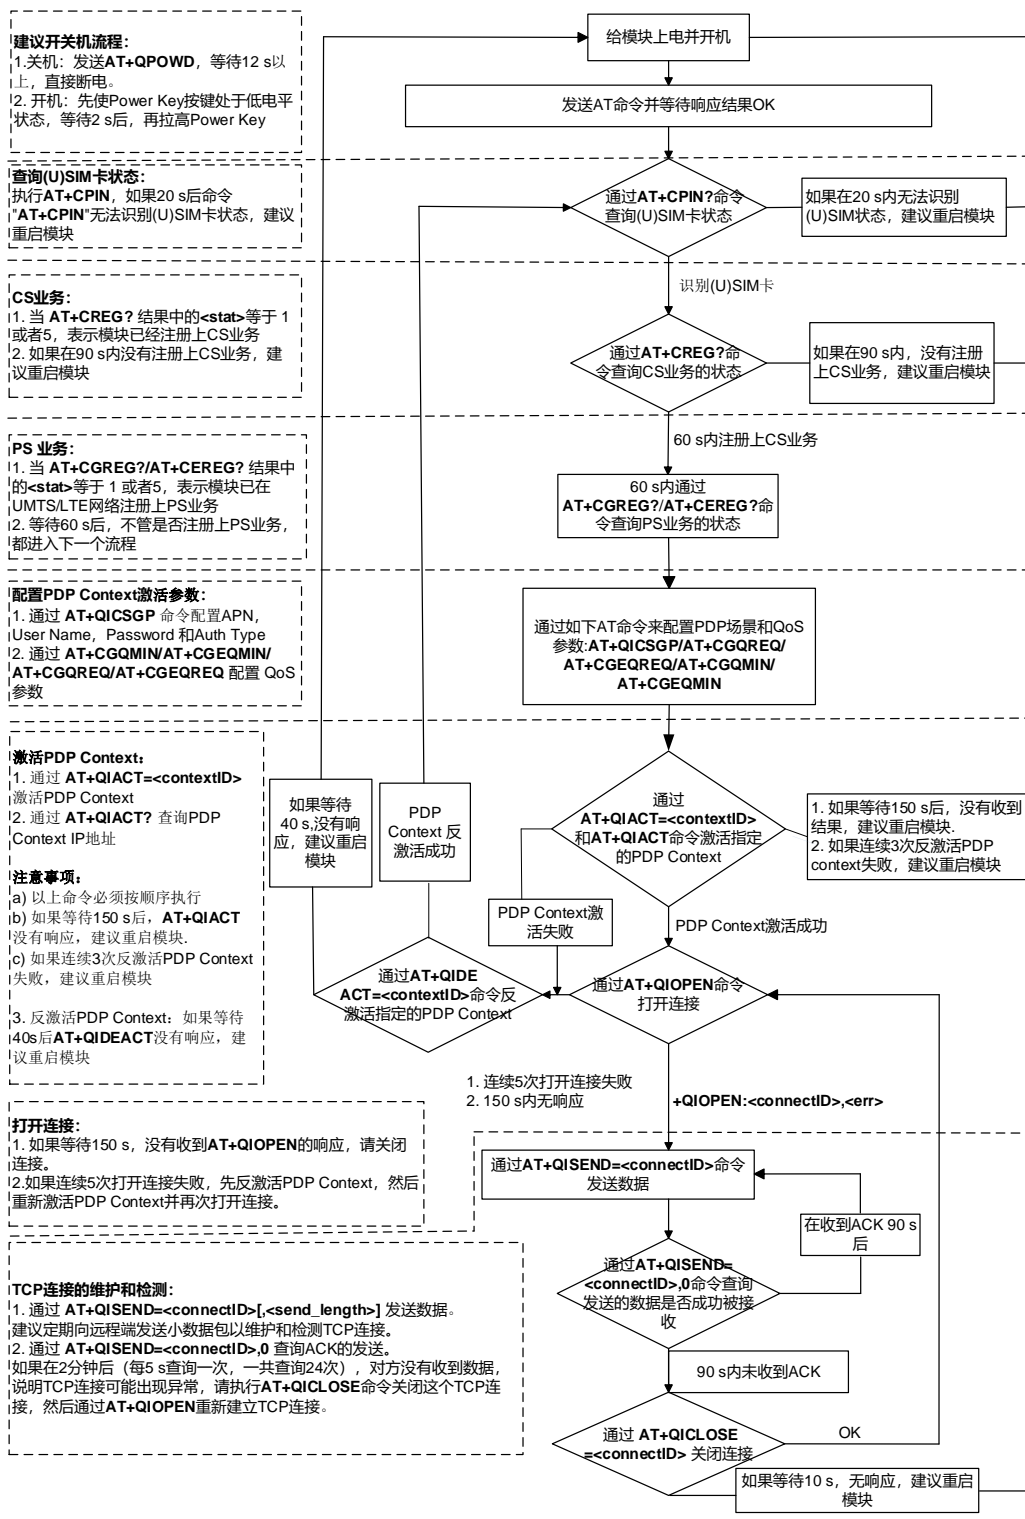 建议开关机流程：
1.关机：发送AT+QPOWD，等待12 s以
上，直接断电。
2. 开机：先使Power Key按键处于低电平
状态，等待2 s后，再拉高Power Key
给模块上电并开机
发送AT命令并等待响应结果OK
查询(U)SIM卡状态：
执行AT+CPIN，如果20 s后命令
"AT+CPIN"无法识别(U)SIM卡状态，建议
重启模块
通过AT+CPIN?命令
查询(U)SIM卡状态
如果在20 s内无法识别
(U)SIM状态，建议重启模块
识别(U)SIM卡
CS业务：
1. 当 AT+CREG? 结果中的<stat>等于 1
或者5，表示模块已经注册上CS业务
2. 如果在90 s内没有注册上CS业务，建
议重启模块
通过AT+CREG?命
令查询CS业务的状态
如果在90 s内，没有注册
上CS业务，建议重启模块
60 s内注册上CS业务
PS 业务：
1. 当 AT+CGREG?/AT+CEREG? 结果中
的<stat>等于 1 或者5，表示模块已在
UMTS/LTE网络注册上PS业务
2. 等待60 s后，不管是否注册上PS业务，
都进入下一个流程
60 s内通过
AT+CGREG?/AT+CEREG?命
令查询PS业务的状态
配置PDP Context激活参数：
1. 通过 AT+QICSGP 命令配置APN，
User Name，Password 和Auth Type
2. 通过 AT+CGQMIN/AT+CGEQMIN/
AT+CGQREQ/AT+CGEQREQ 配置 QoS
参数
通过如下AT命令来配置PDP场景和QoS
参数:AT+QICSGP/AT+CGQREQ/
AT+CGEQREQ/AT+CGQMIN/
AT+CGEQMIN
激活PDP Context：
1. 通过 AT+QIACT=<contextID>
激活PDP Context
2. 通过 AT+QIACT? 查询PDP
Context IP地址
注意事项：
a) 以上命令必须按顺序执行
b) 如果等待150 s后，AT+QIACT
没有响应，建议重启模块.
c) 如果连续3次反激活PDP Context
失败，建议重启模块
3. 反激活PDP Context：如果等待
40s后AT+QIDEACT没有响应，建
议重启模块
如果等待
40 s,没有响
应，建议重启
模块
PDP
Context 反
激活成功
通过
AT+QIACT=<contextID>
和AT+QIACT命令激活指定
的PDP Context
1. 如果等待150 s后，没有收到
结果，建议重启模块.
2. 如果连续3次反激活PDP
context失败，建议重启模块
PDP Context激
活失败
PDP Context激活成功
通过AT+QIDE
ACT=<contextID>命令反
激活指定的PDP Context
通过AT+QIOPEN命令
打开连接
1. 连续5次打开连接失败
2. 150 s内无响应
+QIOPEN:<connectID>,<err>
打开连接：
1. 如果等待150 s，没有收到AT+QIOPEN的响应，请关闭
连接。
2.如果连续5次打开连接失败，先反激活PDP Context，然后
重新激活PDP Context并再次打开连接。
通过AT+QISEND=<connectID>命令
发送数据
在收到ACK 90 s
后
通过AT+QISEND=
<connectID>,0命令查询
发送的数据是否成功被接
收
TCP连接的维护和检测：
1. 通过 AT+QISEND=<connectID>[,<send_length>] 发送数据。
建议定期向远程端发送小数据包以维护和检测TCP连接。
2. 通过 AT+QISEND=<connectID>,0 查询ACK的发送。
如果在2分钟后（每5 s查询一次，一共查询24次），对方没有收到数据，
说明TCP连接可能出现异常，请执行AT+QICLOSE命令关闭这个TCP连
接，然后通过AT+QIOPEN重新建立TCP连接。
90 s内未收到ACK
通过 AT+QICLOSE
=<connectID> 关闭连接
OK
如果等待10 s，无响应，建议重启
模块